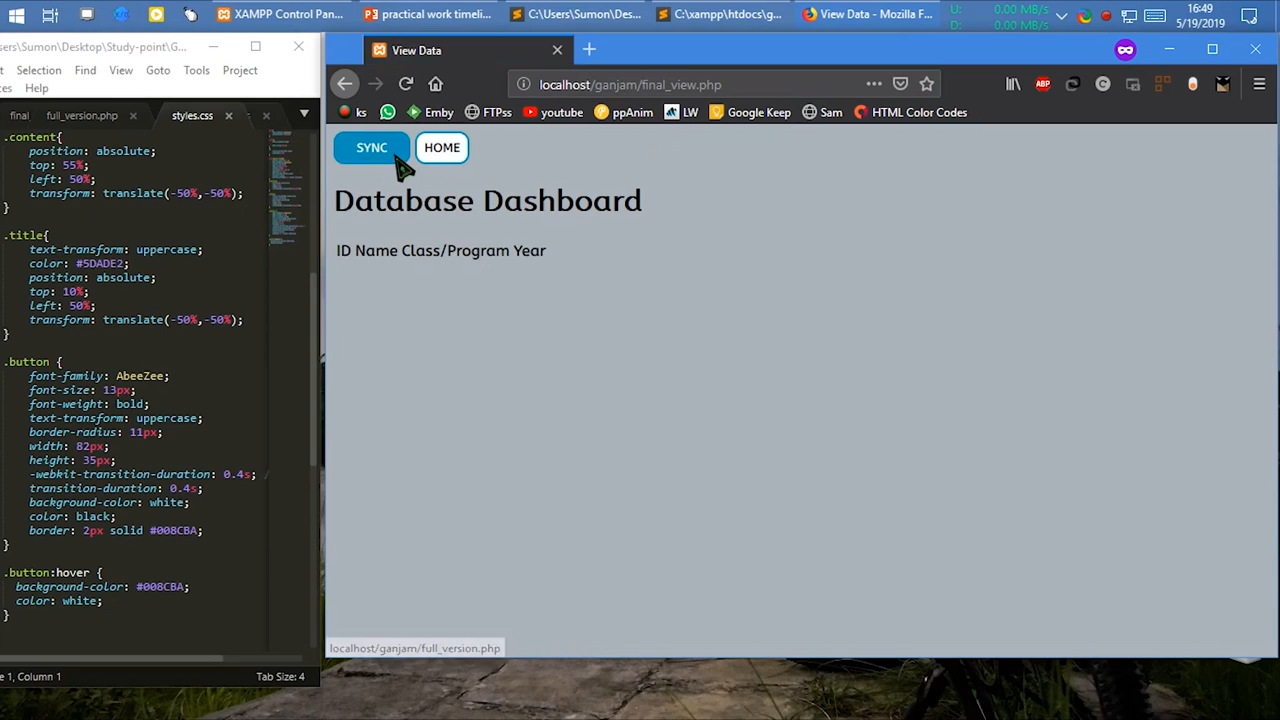 XAMPP Control Pan...
practical work timeli...
C:\Users\Sumon\Des...
C:\xampp\htdocs\g...
View Data - Mozilla F...
U: 0.00 MB/s
D: 0.00 MB/s
16:49
5/19/2019
sers\Sumon\Desktop\Study-point\G...
Selection Find View Goto Tools Project
es Help
final full_version.php styles.css
.content{
position: absolute;
top: 55%;
left: 50%;
transform: translate(-50%,-50%);
}
.title{
text-transform: uppercase;
color: #5DADE2;
position: absolute;
top: 10%;
left: 50%;
transform: translate(-50%,-50%);
}
.button {
font-family: AbeeZee;
font-size: 13px;
font-weight: bold;
text-transform: uppercase;
border-radius: 11px;
width: 82px;
height: 35px;
-webkit-transition-duration: 0.4s; /
transition-duration: 0.4s;
background-color: white;
color: black;
border: 2px solid #008CBA;
}
.button:hover {
background-color: #008CBA;
color: white;
}
e 1, Column 1 Tab Size: 4
View Data
localhost/ganjam/final_view.php
ABP
ks Emby FTPss youtube ppAnim LW Google Keep Sam HTML Color Codes
SYNC HOME
Database Dashboard
ID Name Class/Program Year
localhost/ganjam/full_version.php